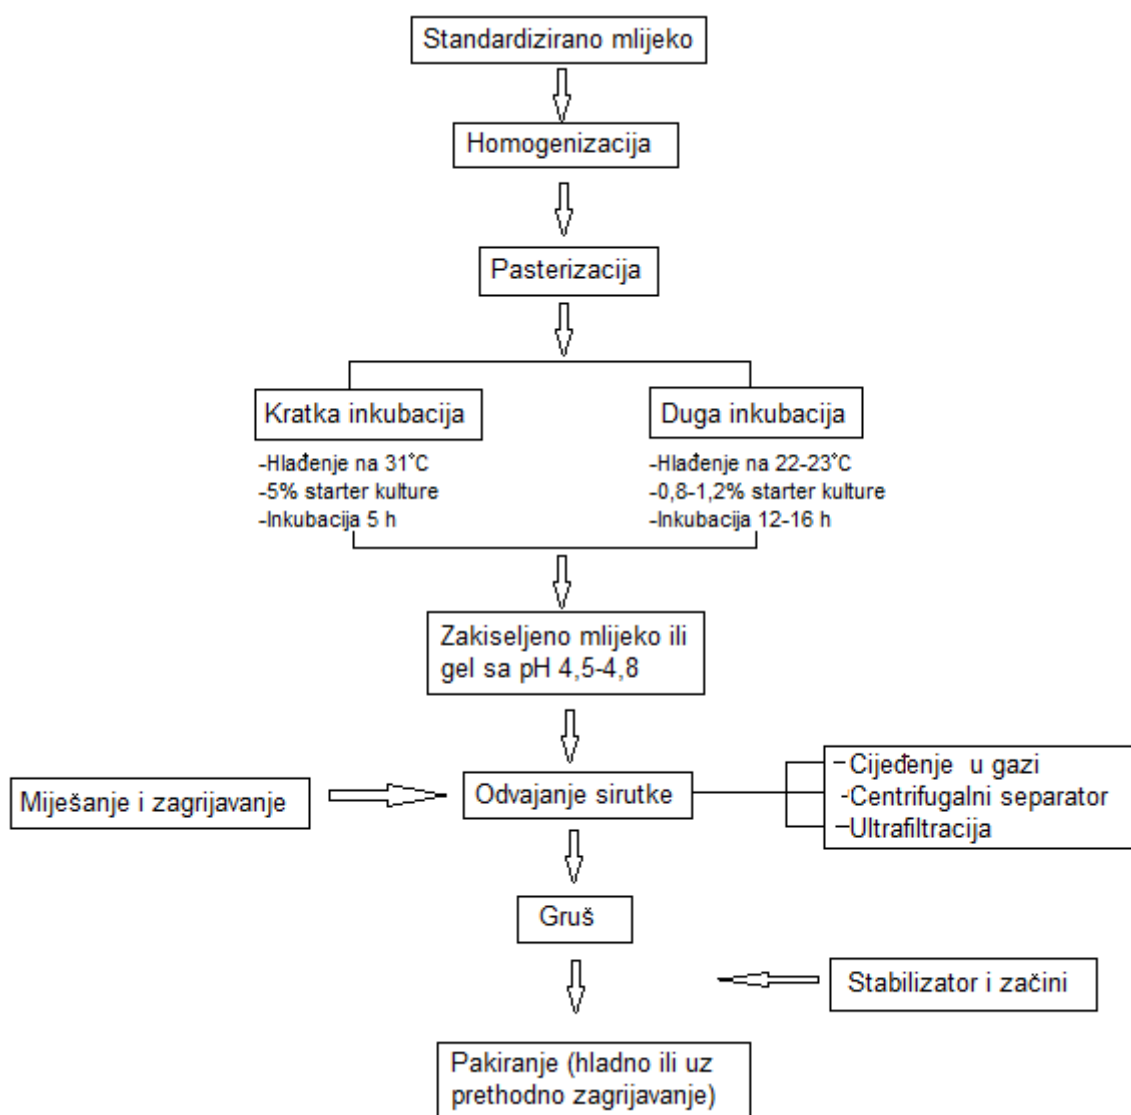 Standardizirano mlijeko
Homogenizacija
Pasterizacija
Kratka inkubacija
-Hlađenje na 31˚C
-5% starter kulture
-Inkubacija 5 h
Duga inkubacija
-Hlađenje na 22-23˚C
-0,8-1,2% starter kulture
-Inkubacija 12-16 h
Zakiseljeno mlijeko ili
gel sa pH 4,5-4,8
Miješanje i zagrijavanje
Odvajanje sirutke
-Cijeđenje u gazi
-Centrifugalni separator
-Ultrafiltracija
Gruš
Stabilizator i začini
Pakiranje (hladno ili uz
prethodno zagrijavanje)